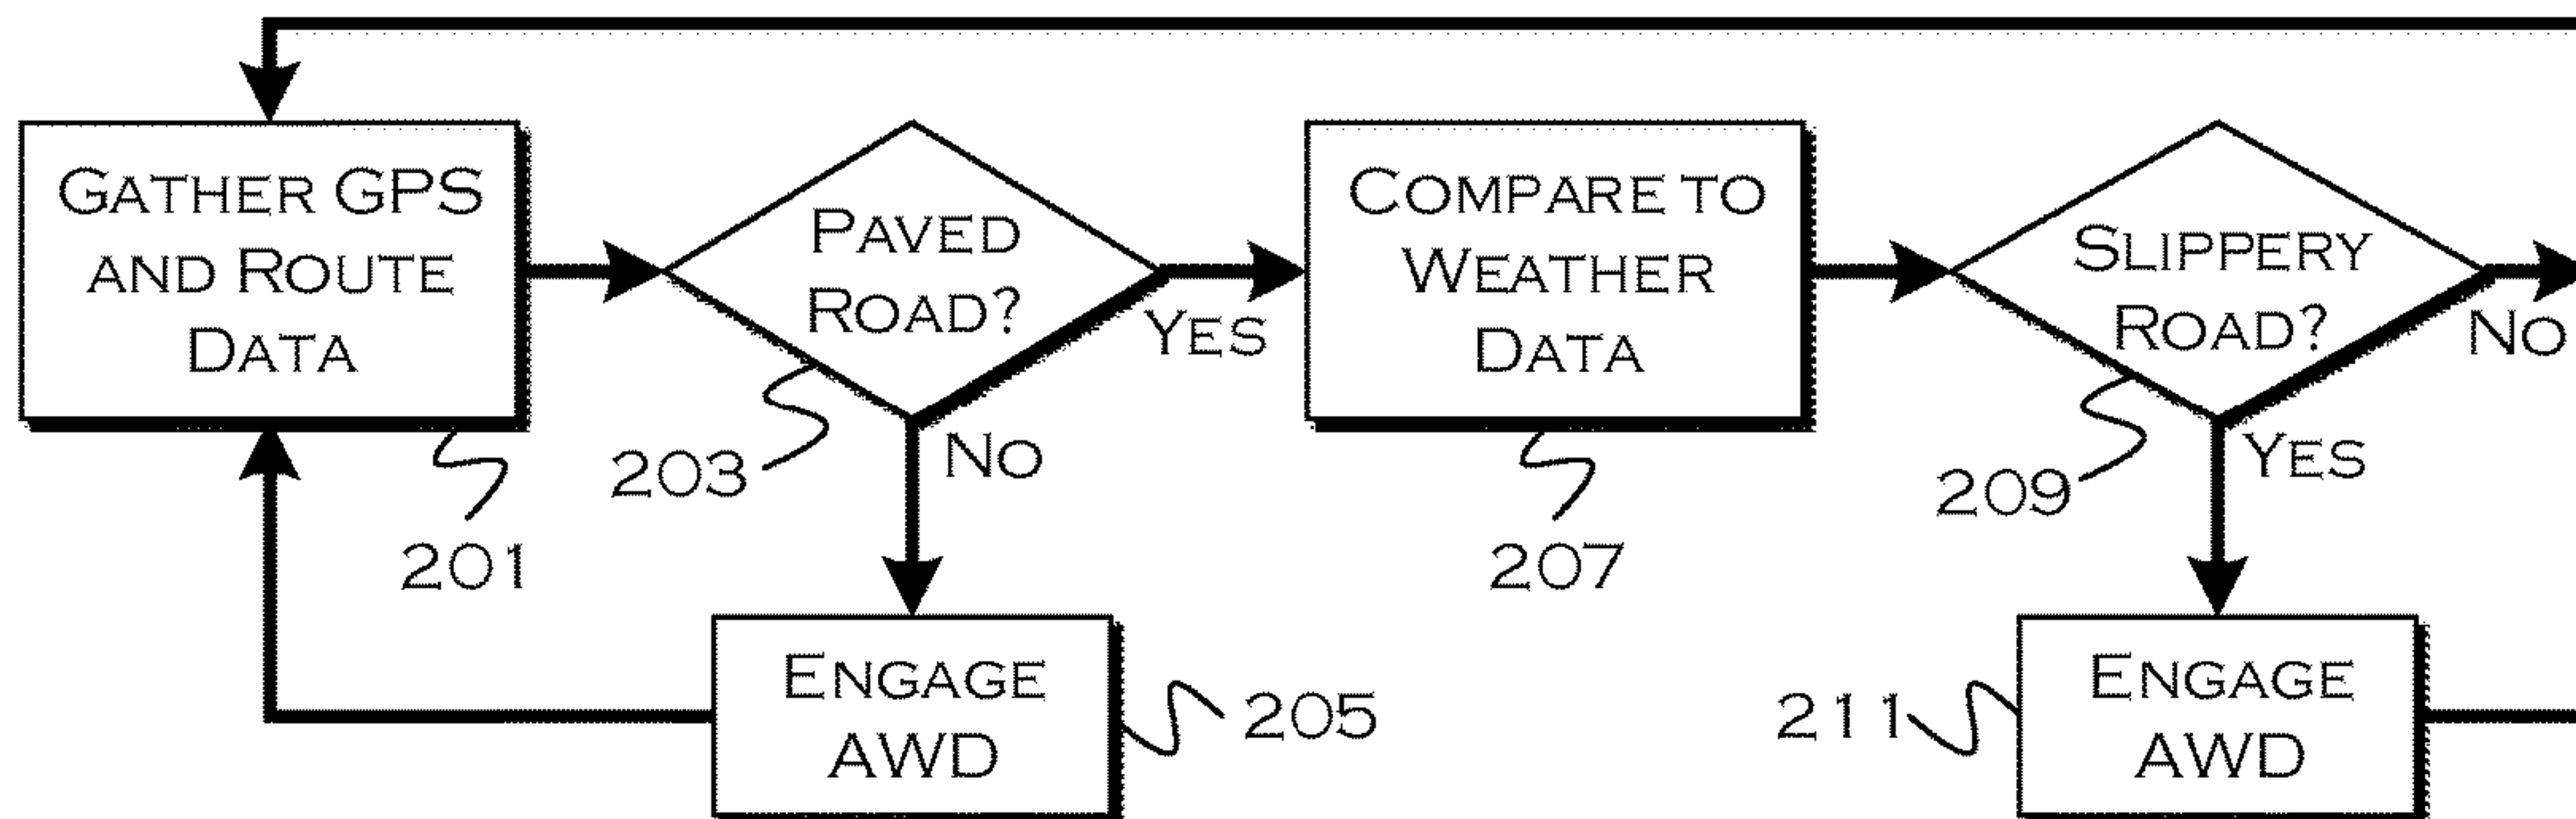 GATHER GPS
AND ROUTE
DATA
201
PAVED
ROAD?
203
YES
NO
ENGAGE
AWD
205
COMPARE TO
WEATHER
DATA
207
SLIPPERY
ROAD?
209
NO
YES
ENGAGE
AWD
211